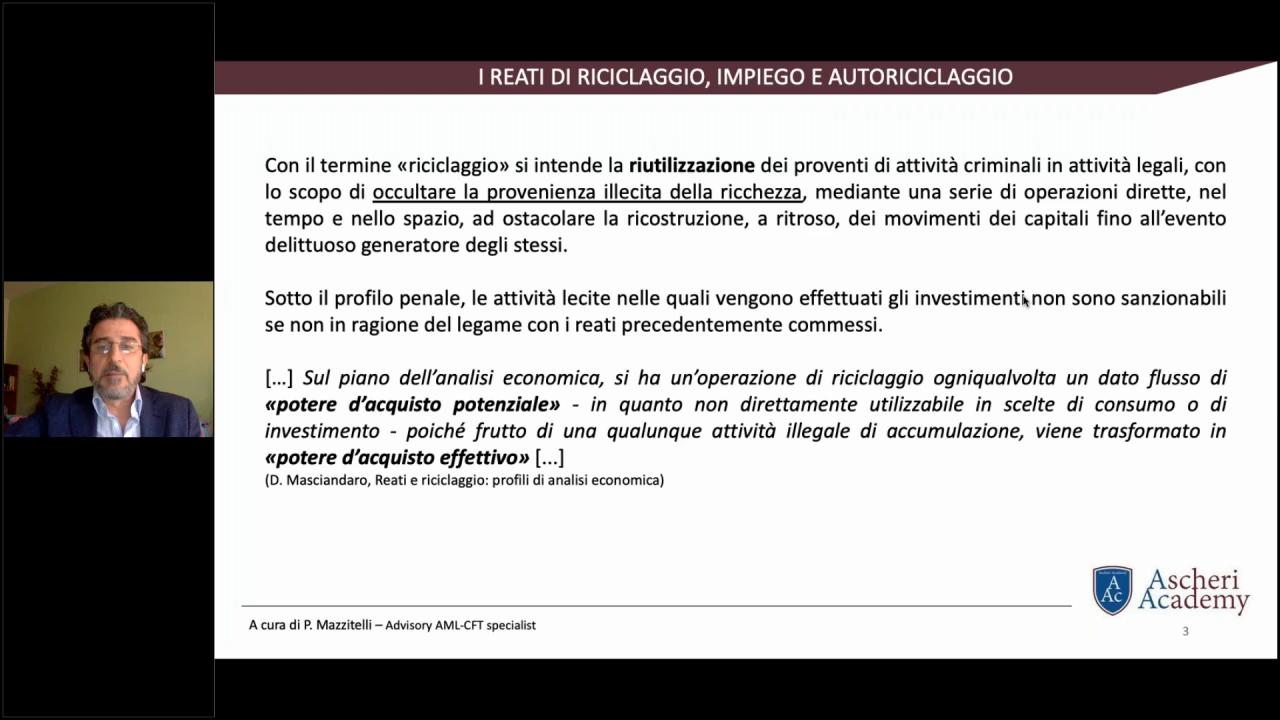 I REATI DI RICICLAGGIO, IMPIEGO E AUTORICICLAGGIO
Con il termine «riciclaggio» si intende la riutilizzazione dei proventi di attività criminali in attività legali, con
lo scopo di occultare la provenienza illecita della ricchezza, mediante una serie di operazioni dirette, nel
tempo e nello spazio, ad ostacolare la ricostruzione, a ritroso, dei movimenti dei capitali fino all’evento
delittuoso generatore degli stessi.
Sotto il profilo penale, le attività lecite nelle quali vengono effettuati gli investimenti non sono sanzionabili
se non in ragione del legame con i reati precedentemente commessi.
[…] Sul piano dell’analisi economica, si ha un’operazione di riciclaggio ogniqualvolta un dato flusso di
«potere d’acquisto potenziale» - in quanto non direttamente utilizzabile in scelte di consumo o di
investimento - poiché frutto di una qualunque attività illegale di accumulazione, viene trasformato in
«potere d’acquisto effettivo» […]
(D. Masciandaro, Reati e riciclaggio: profili di analisi economica)
A Ac
Ascheri
Academy
A cura di P. Mazzitelli – Advisory AML-CFT specialist
3